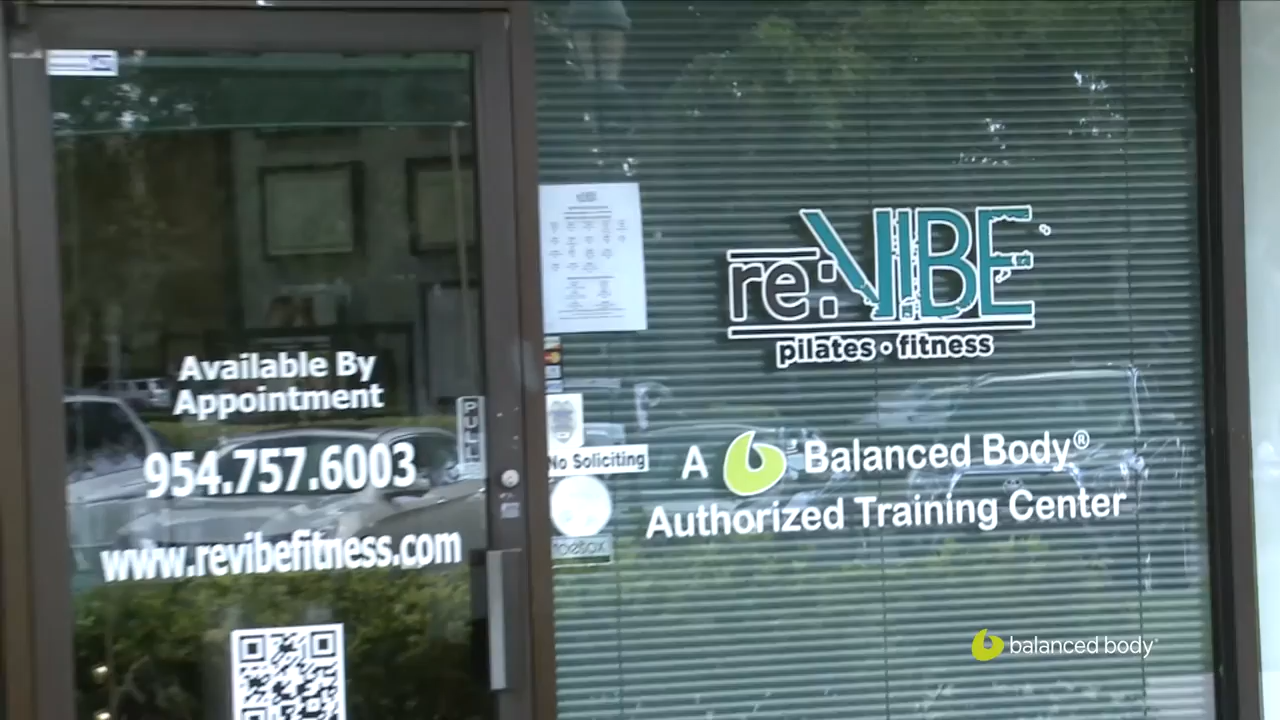 Available By
Appointment
954.757.6003
www.revibefitness.com
PULL
No Soliciting
re:VIBE
pilates • fitness
A Balanced Body®
Authorized Training Center
balanced body